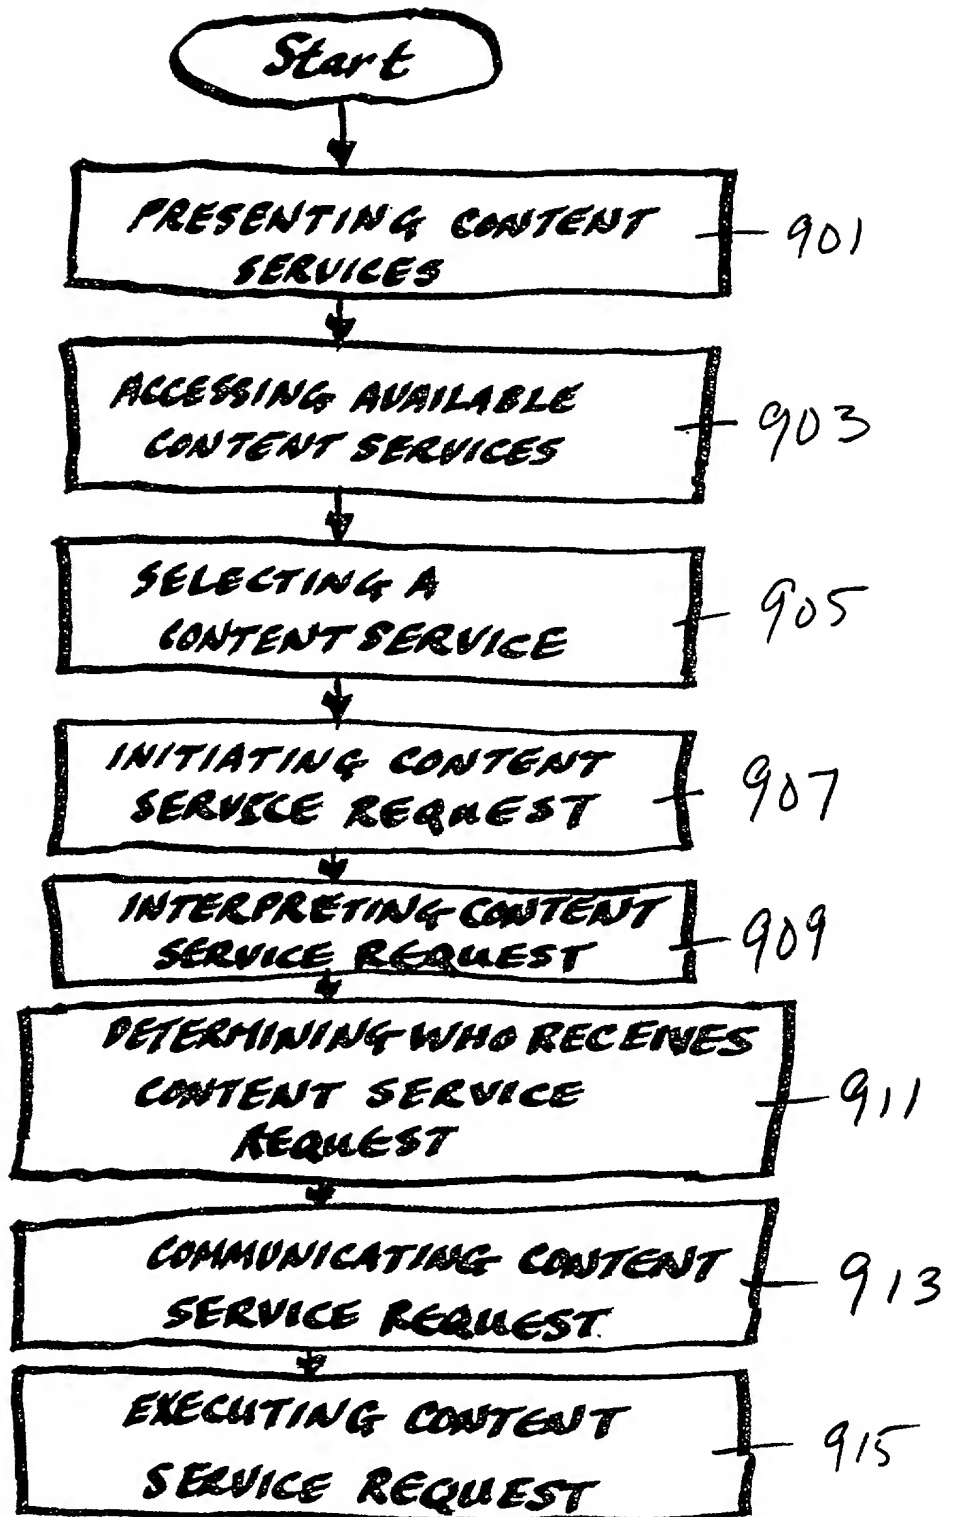 Start
PRESENTING CONTENT
SERVICES
901
ACCESSING AVAILABLE
CONTENT SERVICES
903
SELECTING A
CONTENT SERVICE
905
INITIATING CONTENT
SERVICE REQUEST
907
INTERPRETING CONTENT
SERVICE REQUEST
909
DETERMINING WHO RECEIVES
CONTENT SERVICE
REQUEST
911
COMMUNICATING CONTENT
SERVICE REQUEST.
913
EXECUTING CONTENT
SERVICE REQUEST
915